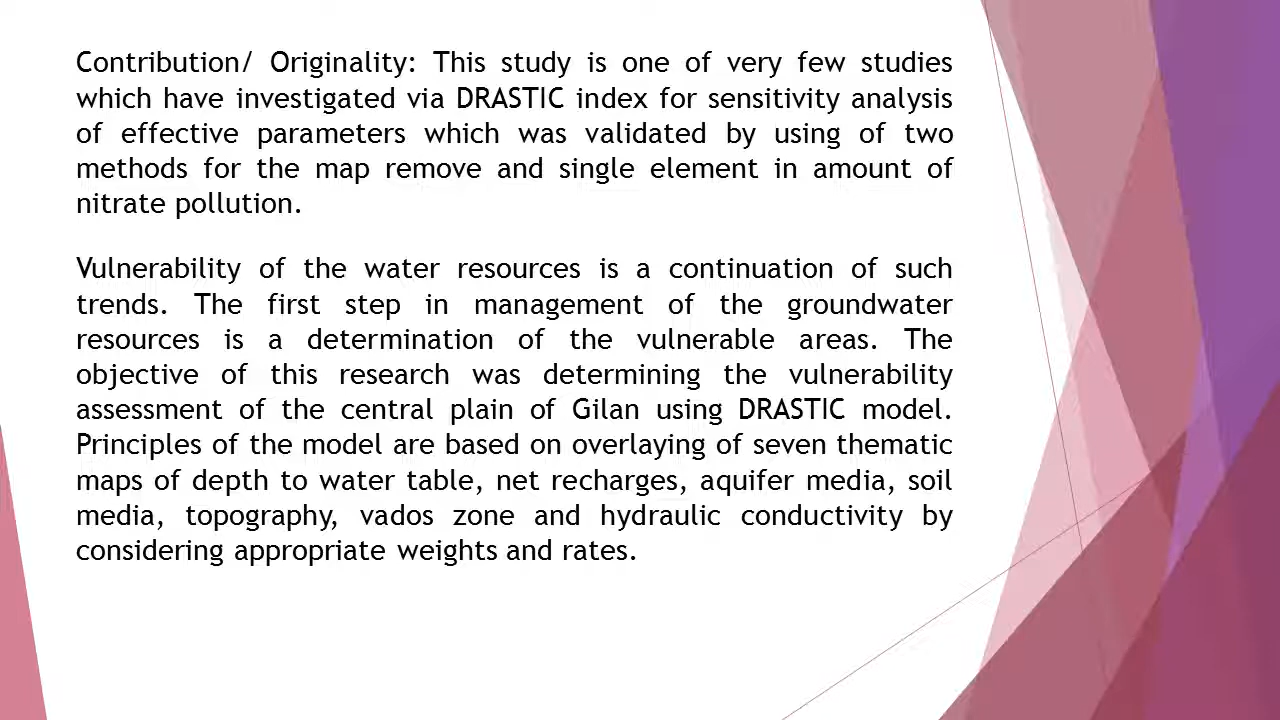 Contribution/ Originality: This study is one of very few studies
which have investigated via DRASTIC index for sensitivity analysis
of effective parameters which was validated by using of two
methods for the map remove and single element in amount of
nitrate pollution.
Vulnerability of the water resources is a continuation of such
trends. The first step in management of the groundwater
resources is a determination of the vulnerable areas. The
objective of this research was determining the vulnerability
assessment of the central plain of Gilan using DRASTIC model.
Principles of the model are based on overlaying of seven thematic
maps of depth to water table, net recharges, aquifer media, soil
media, topography, vados zone and hydraulic conductivity by
considering appropriate weights and rates.